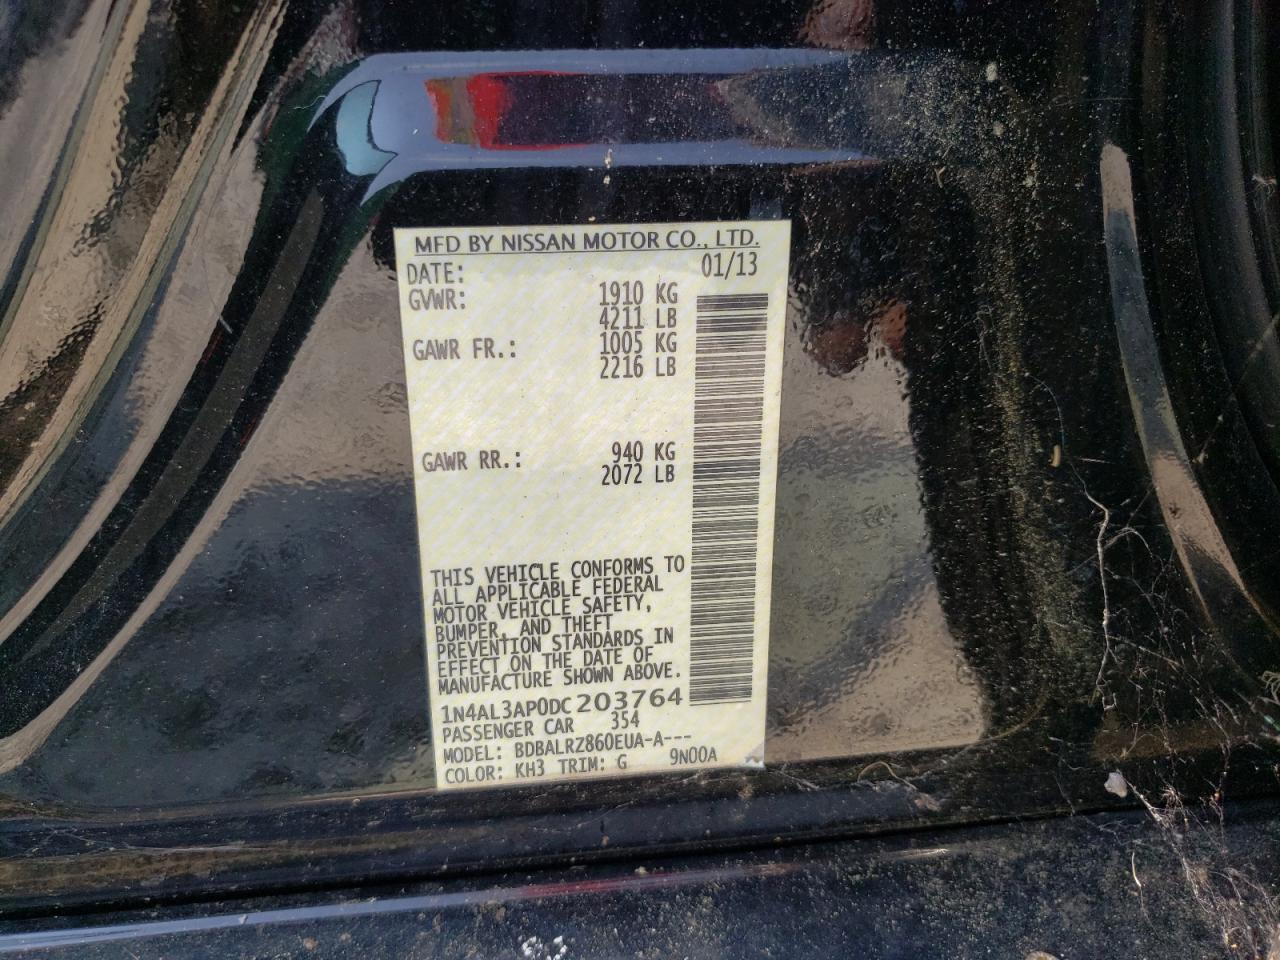 MFD BY NISSAN MOTOR CO., LTD.
DATE: 01/13
GVWR: 1910 KG
4211 LB
GAWR FR.: 1005 KG
2216 LB
GAWR RR.: 940 KG
2072 LB
THIS VEHICLE CONFORMS TO
ALL APPLICABLE FEDERAL
MOTOR VEHICLE SAFETY,
BUMPER, AND THEFT
PREVENTION STANDARDS IN
EFFECT ON THE DATE OF
MANUFACTURE SHOWN ABOVE.
1N4AL3AP0DC203764
PASSENGER CAR 354
MODEL: BDBALRZ860EUA-A---
COLOR: KH3 TRIM: G 9N00A